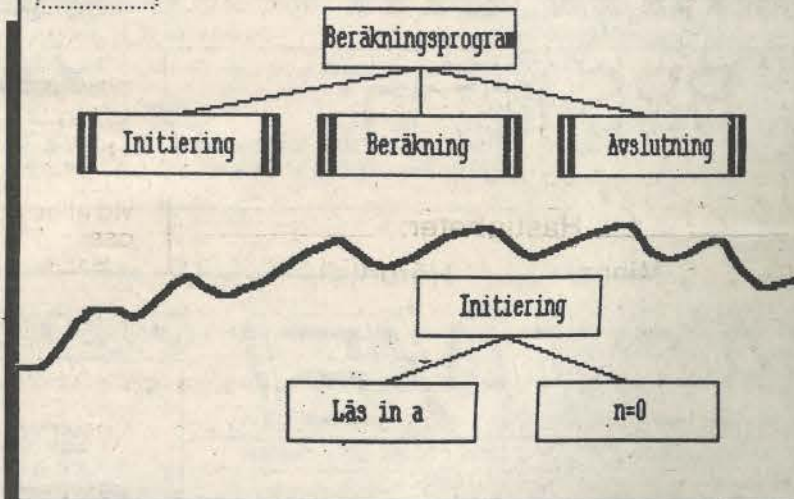 Beräkningsprogram
Initiering
Beräkning
Avslutning
Initiering
Läs in a
n=0